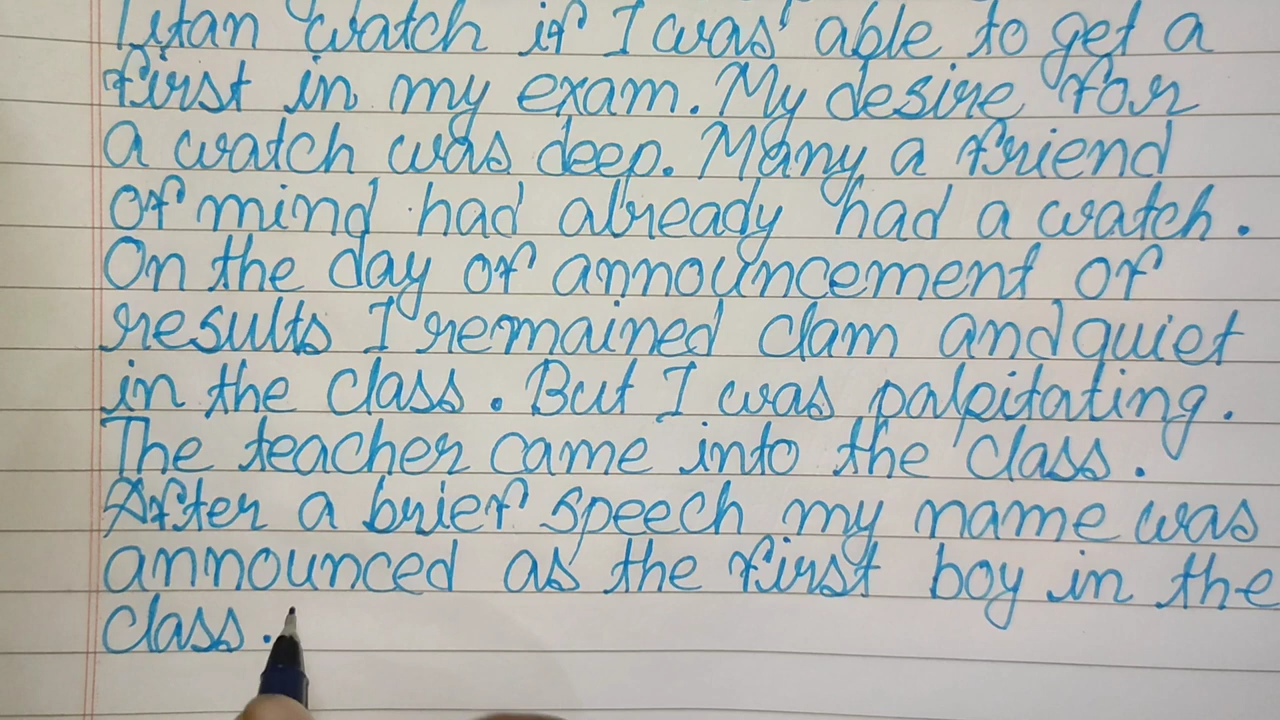 Titan watch if I was able to get a
first in my exam. My desire for
a watch was deep. Many a friend
of mind had already had a watch.
On the day of announcement of
results I remained clam and quiet
in the class. But I was palpitating.
The teacher came into the class.
After a brief speech my name was
announced as the first boy in the
class.